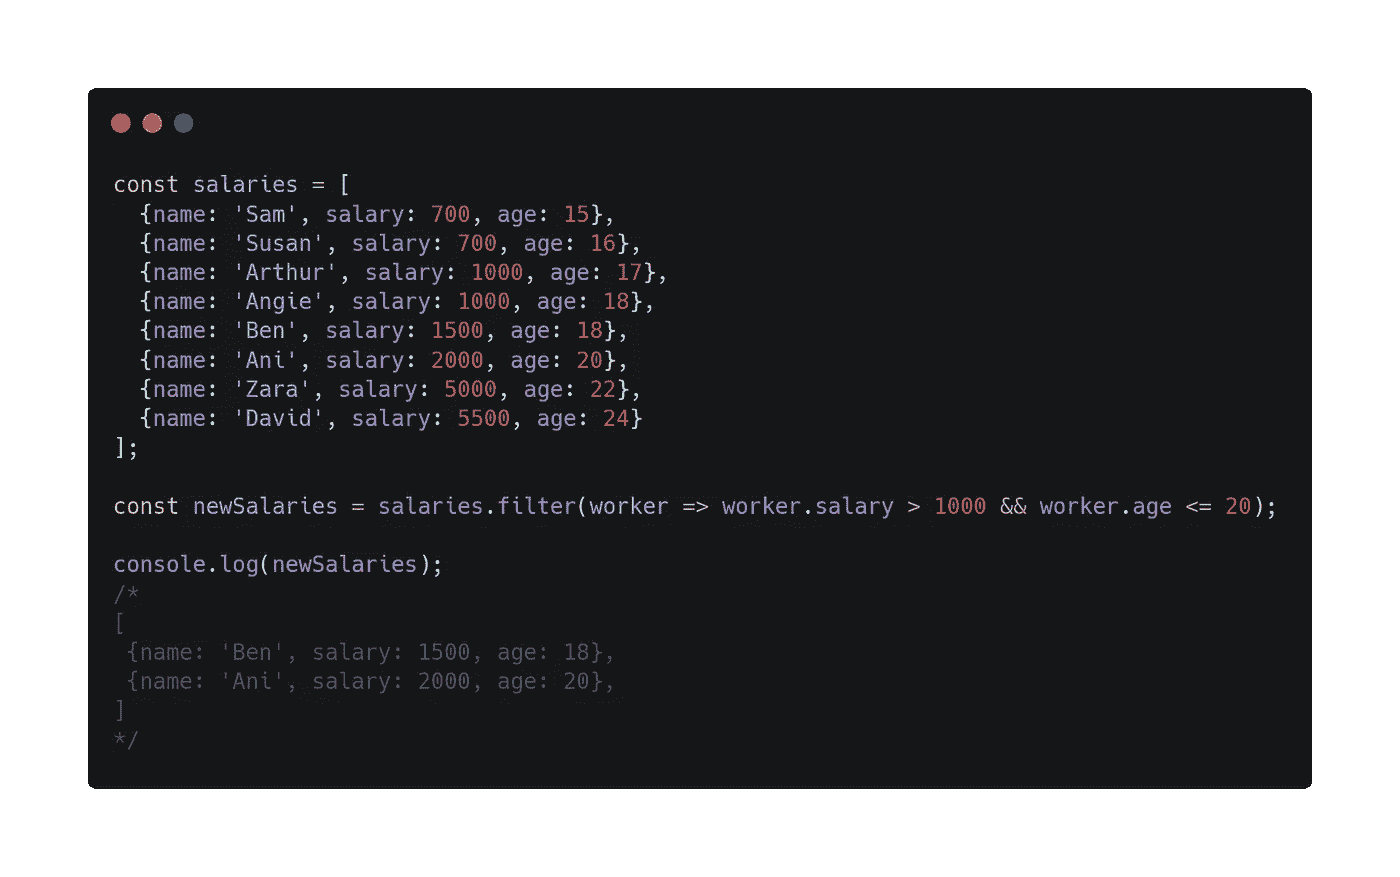 const salaries = [
  {name: 'Sam', salary: 700, age: 15},
  {name: 'Susan', salary: 700, age: 16},
  {name: 'Arthur', salary: 1000, age: 17},
  {name: 'Angie', salary: 1000, age: 18},
  {name: 'Ben', salary: 1500, age: 18},
  {name: 'Ani', salary: 2000, age: 20},
  {name: 'Zara', salary: 5000, age: 22},
  {name: 'David', salary: 5500, age: 24}
];
const newSalaries = salaries.filter(worker => worker.salary > 1000 && worker.age <= 20);
console.log(newSalaries);
/*
[
 {name: 'Ben', salary: 1500, age: 18},
 {name: 'Ani', salary: 2000, age: 20},
]
*/